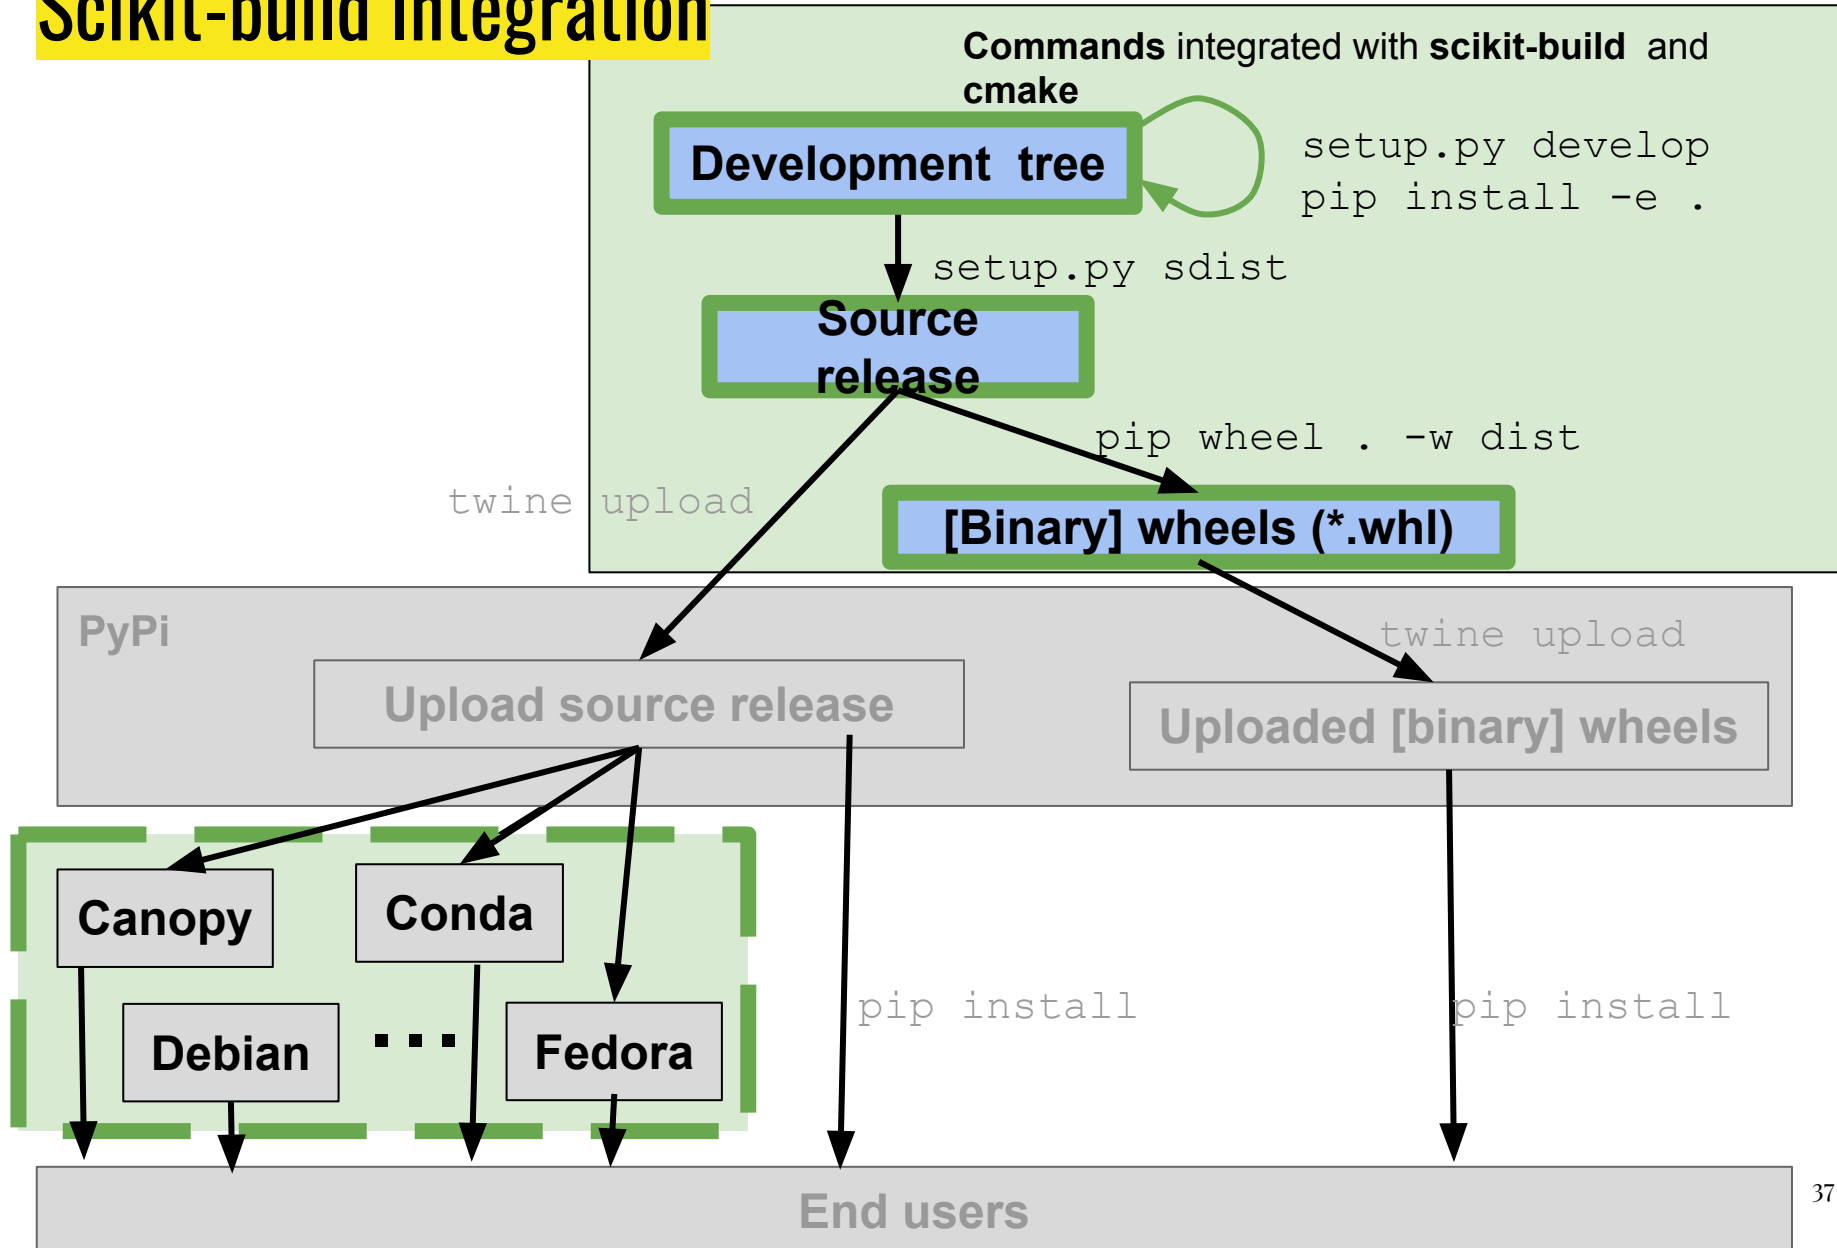 Scikit-build integration
Commands integrated with scikit-build and
cmake
Development tree
setup.py develop
pip install -e .
setup.py sdist
Source
release
pip wheel . -w dist
twine upload
[Binary] wheels (*.whl)
PyPi
twine upload
Upload source release
Uploaded [binary] wheels
Canopy
Conda
pip install
pip install
Debian
...
Fedora
37
End users